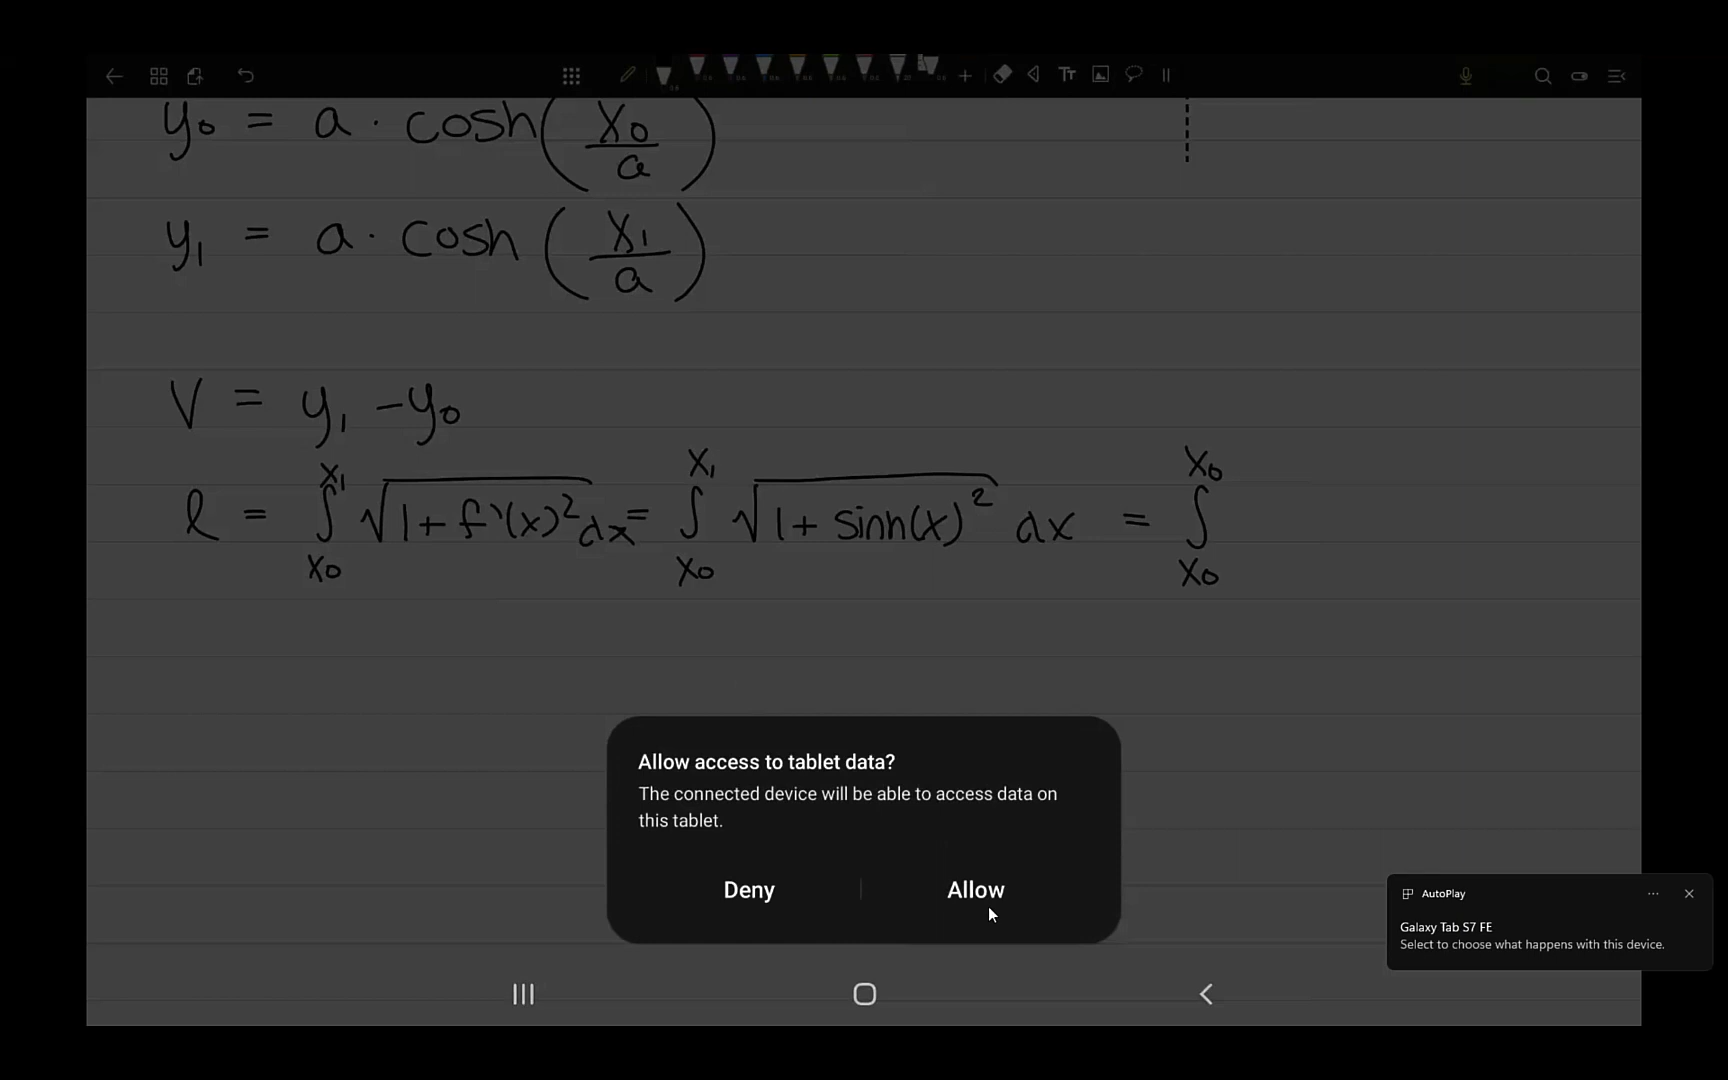 y₀ = a · cosh(x₀/a)
y₁ = a · cosh(x₁/a)
V = y₁ - y₀
l = ∫_{x₀}^{x₁} √(1 + f'(x)²) dx = ∫_{x₀}^{x₁} √(1 + sinh(x)²) dx = ∫_{x₀}^{x₀}
Allow access to tablet data?
The connected device will be able to access data on
this tablet.
Deny
Allow
AutoPlay
Galaxy Tab S7 FE
Select to choose what happens with this device.